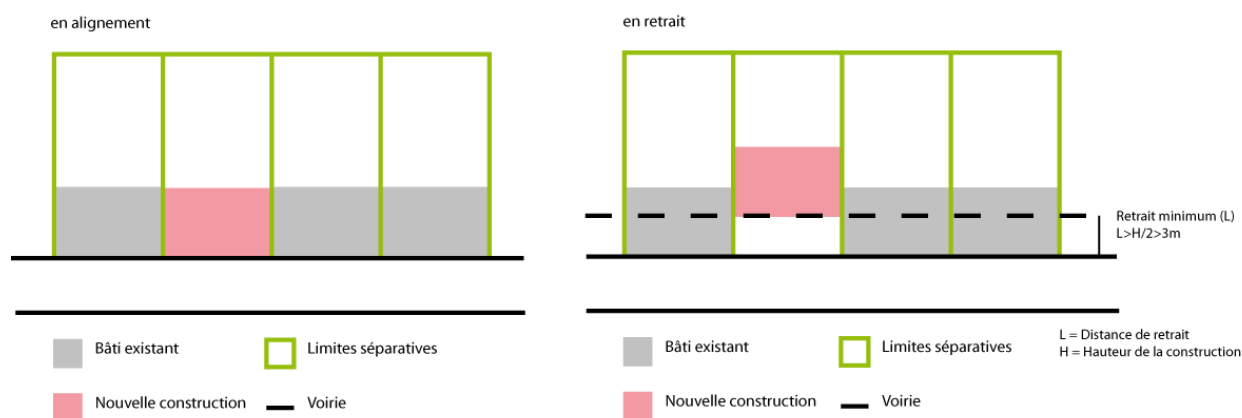 en alignement
Bâti existant
Limites séparatives
Nouvelle construction
Voirie
en retrait
Retrait minimum (L)
L>H/2>3m
Bâti existant
Limites séparatives
L = Distance de retrait
H = Hauteur de la construction
Nouvelle construction
Voirie